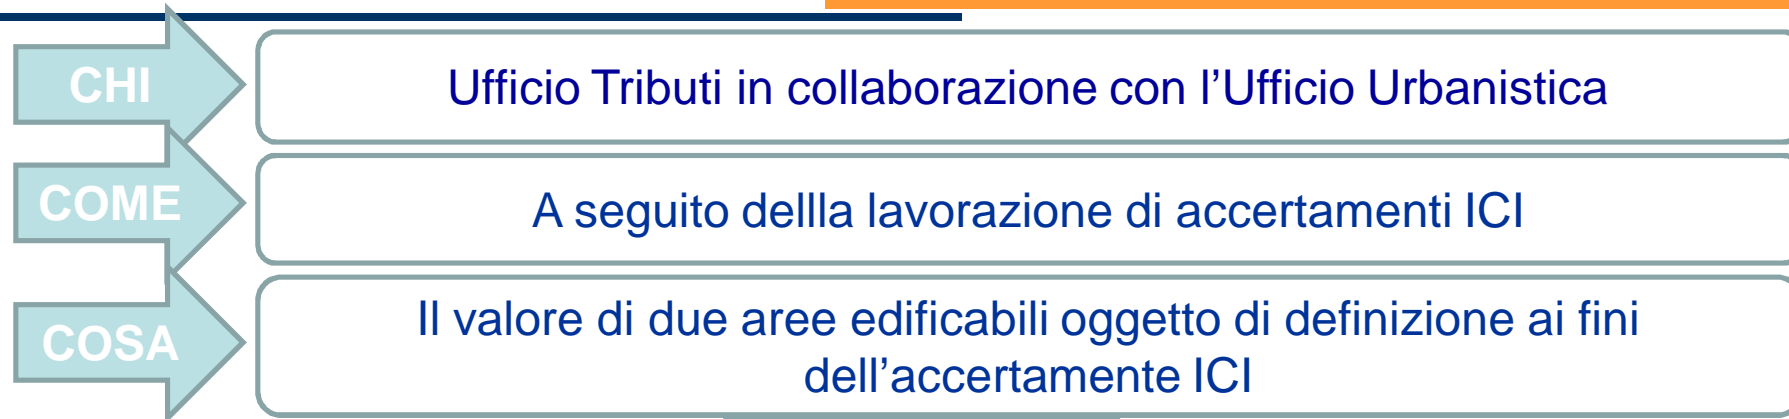 CHI
Ufficio Tributi in collaborazione con l'Ufficio Urbanistica
COME
A seguito dellla lavorazione di accertamenti ICI
COSA
Il valore di due aree edificabili oggetto di definizione ai fini
dell'accertamente ICI